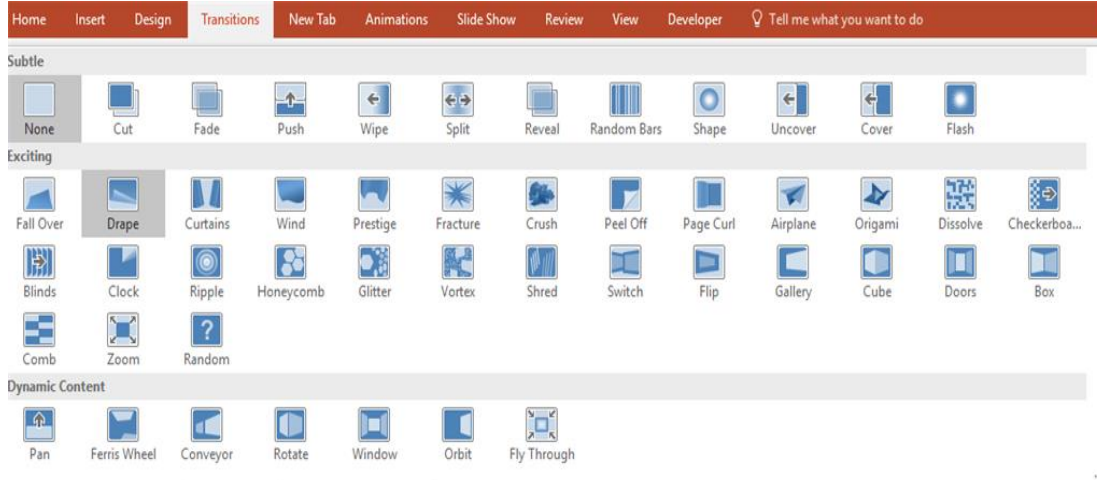 Home Insert Design Transitions New Tab Animations Slide Show Review View Developer Tell me what you want to do
Subtle
None Cut Fade Push Wipe Split Reveal Random Bars Shape Uncover Cover Flash
Exciting
Fall Over Drape Curtains Wind Prestige Fracture Crush Peel Off Page Curl Airplane Origami Dissolve Checkerboa...
Blinds Clock Ripple Honeycomb Glitter Vortex Shred Switch Flip Gallery Cube Doors Box
?
Comb Zoom Random
Dynamic Content
Pan Ferris Wheel Conveyor Rotate Window Orbit Fly Through